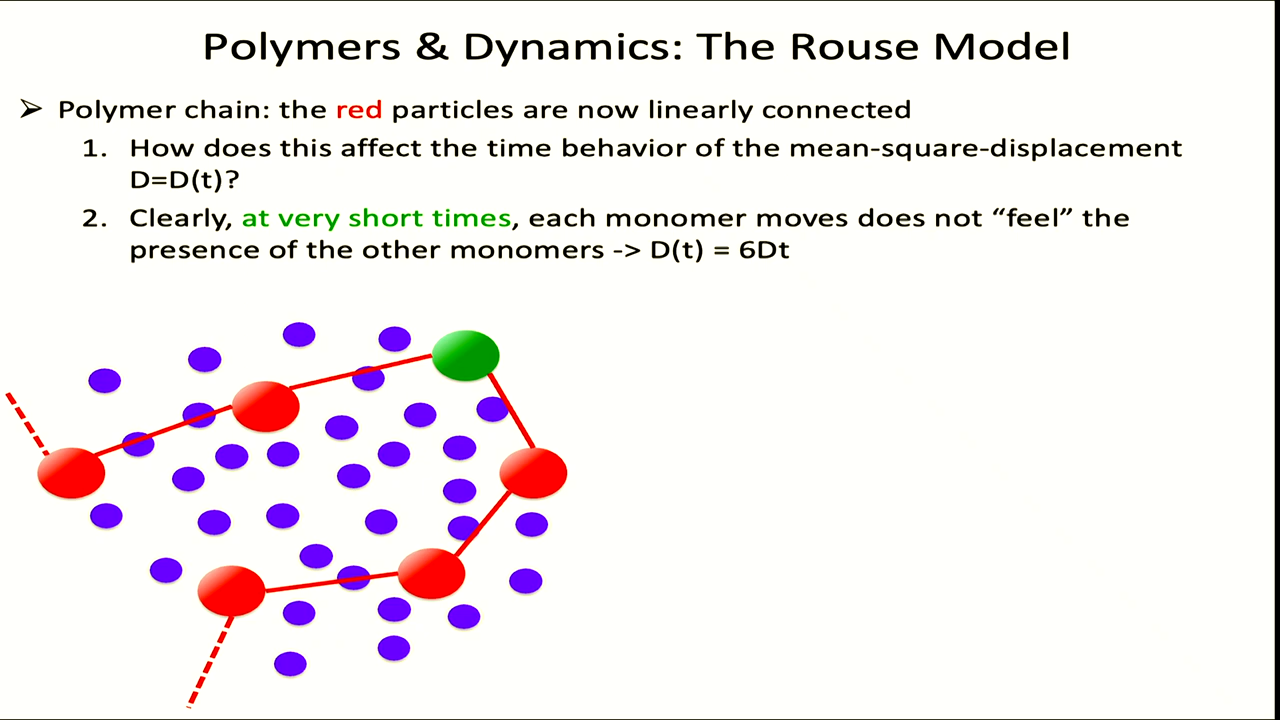 Polymers & Dynamics: The Rouse Model
➢ Polymer chain: the red particles are now linearly connected
1. How does this affect the time behavior of the mean-square-displacement
D=D(t)?
2. Clearly, at very short times, each monomer moves does not “feel” the
presence of the other monomers -> D(t) = 6Dt